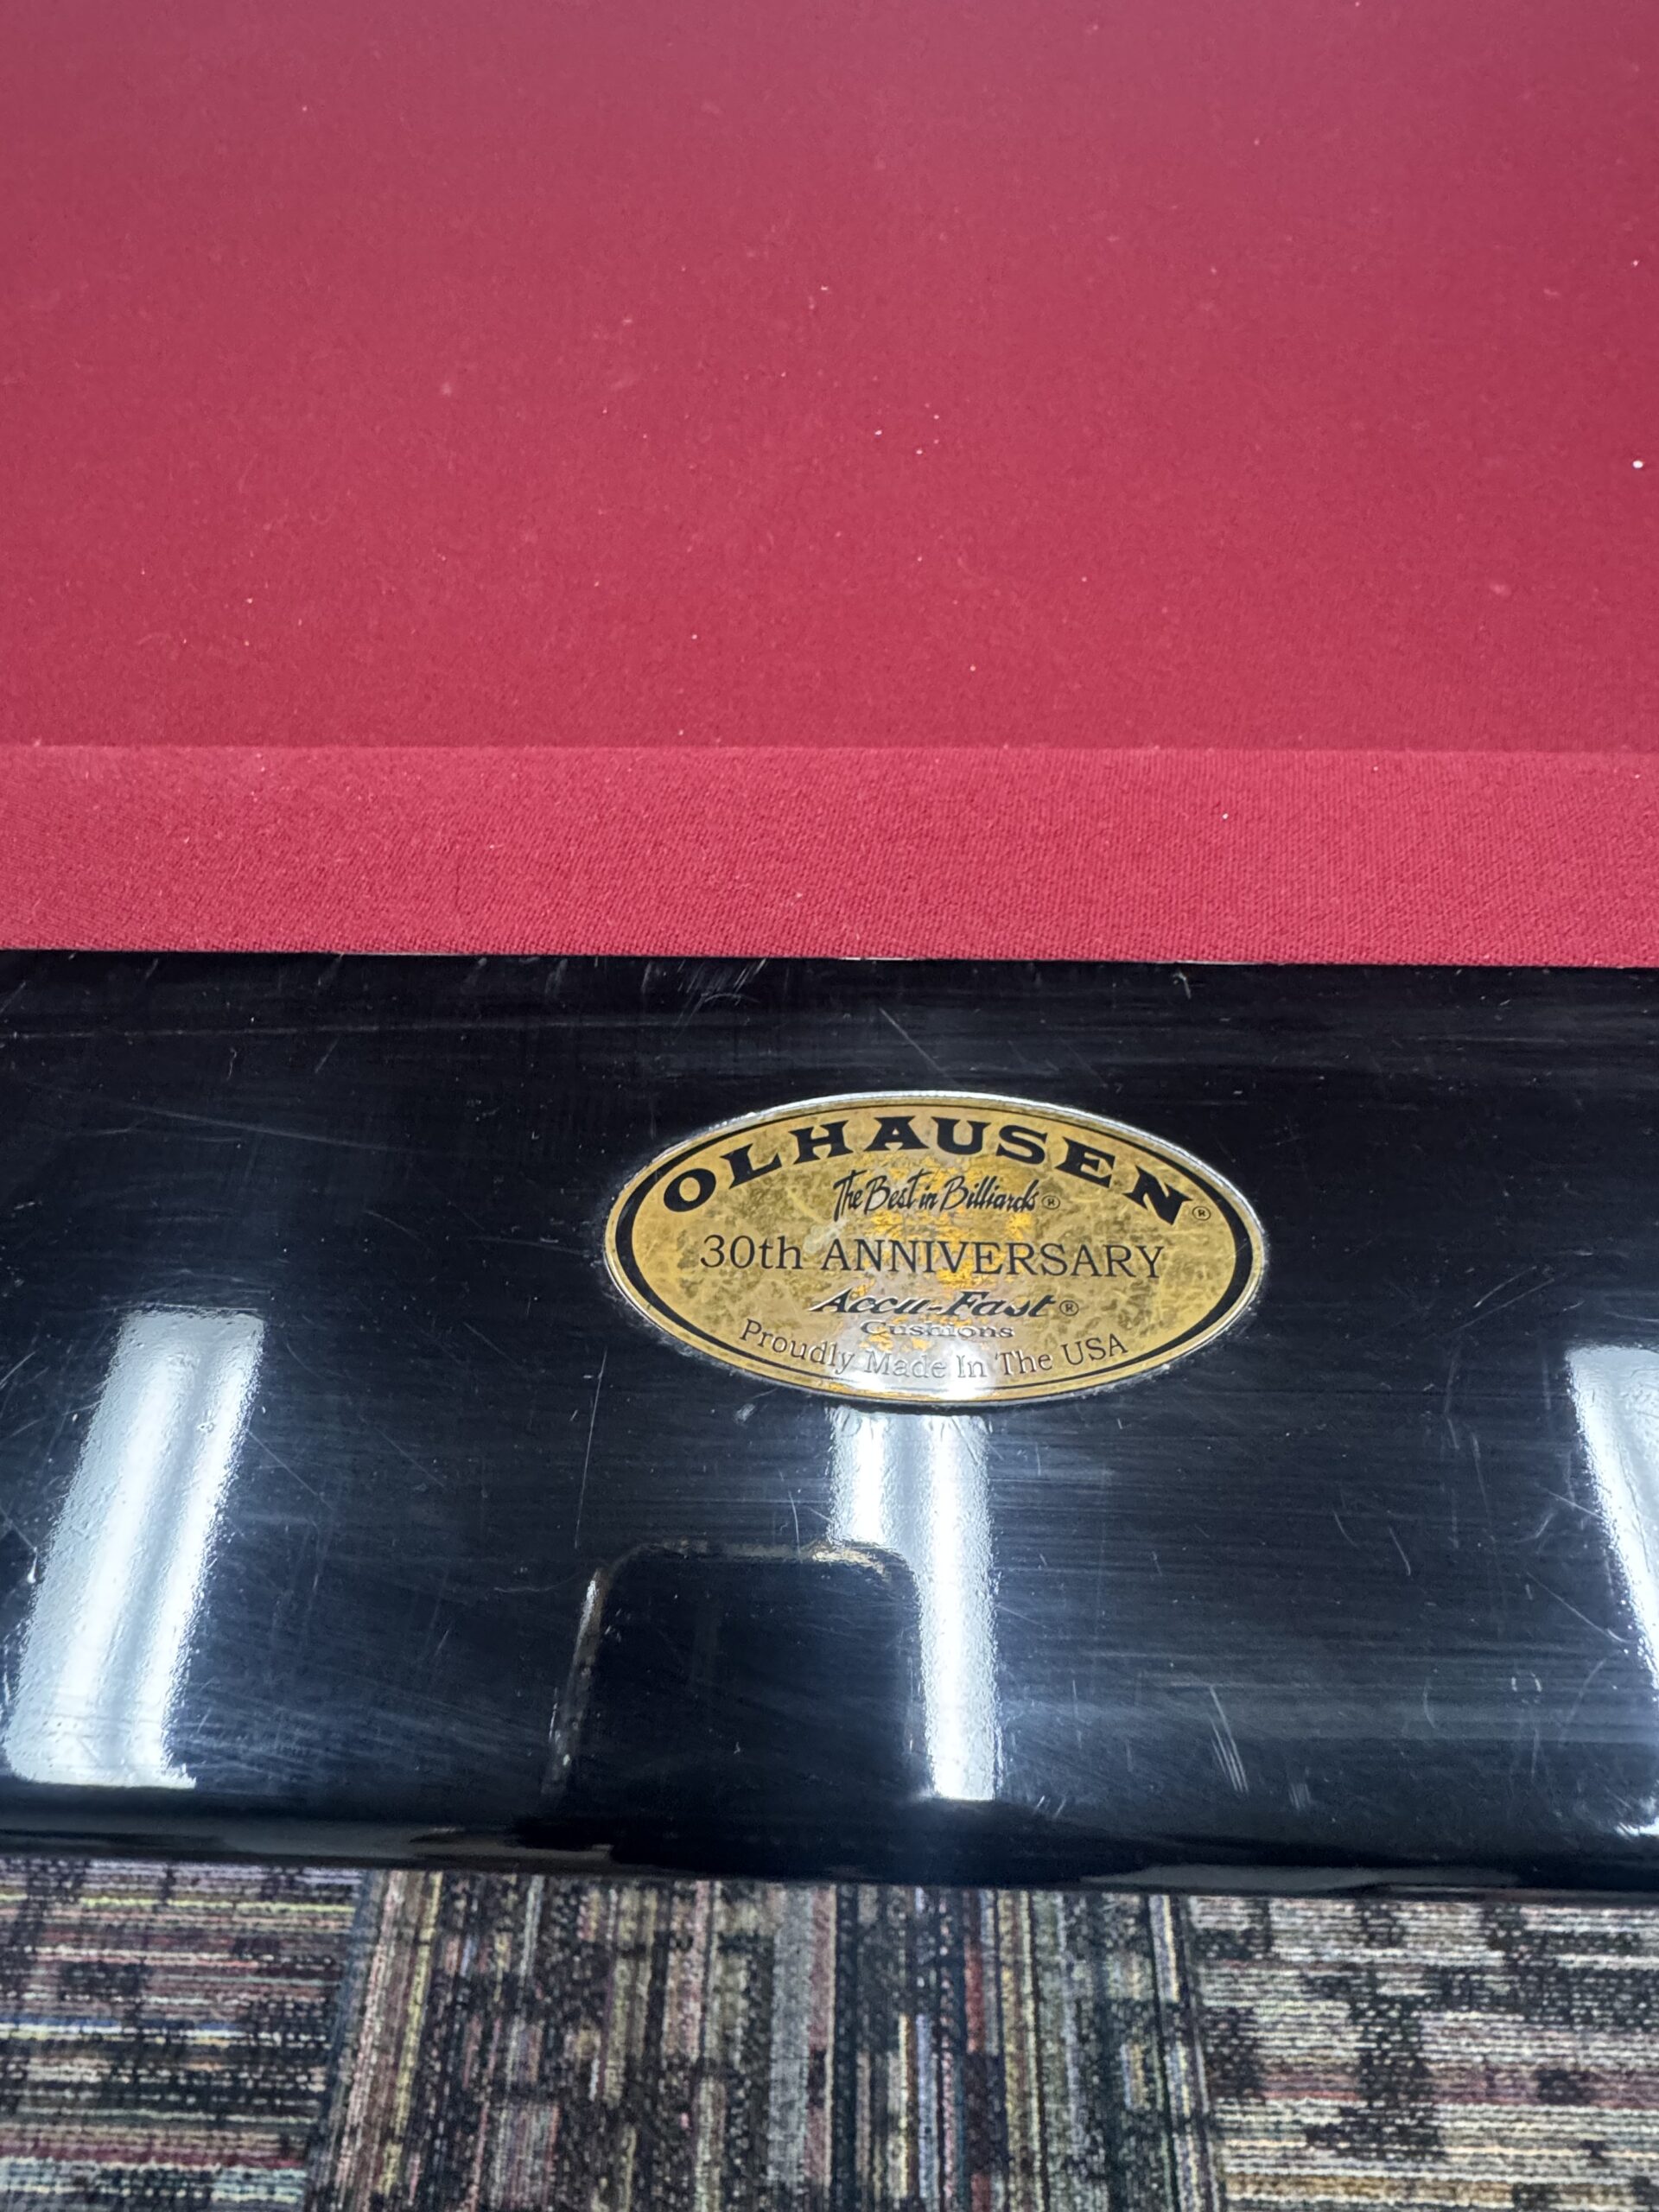 OLHAUSEN®
The Best in Billiards®
30th ANNIVERSARY
Accu-Fast®
Cushions
Proudly Made In The USA